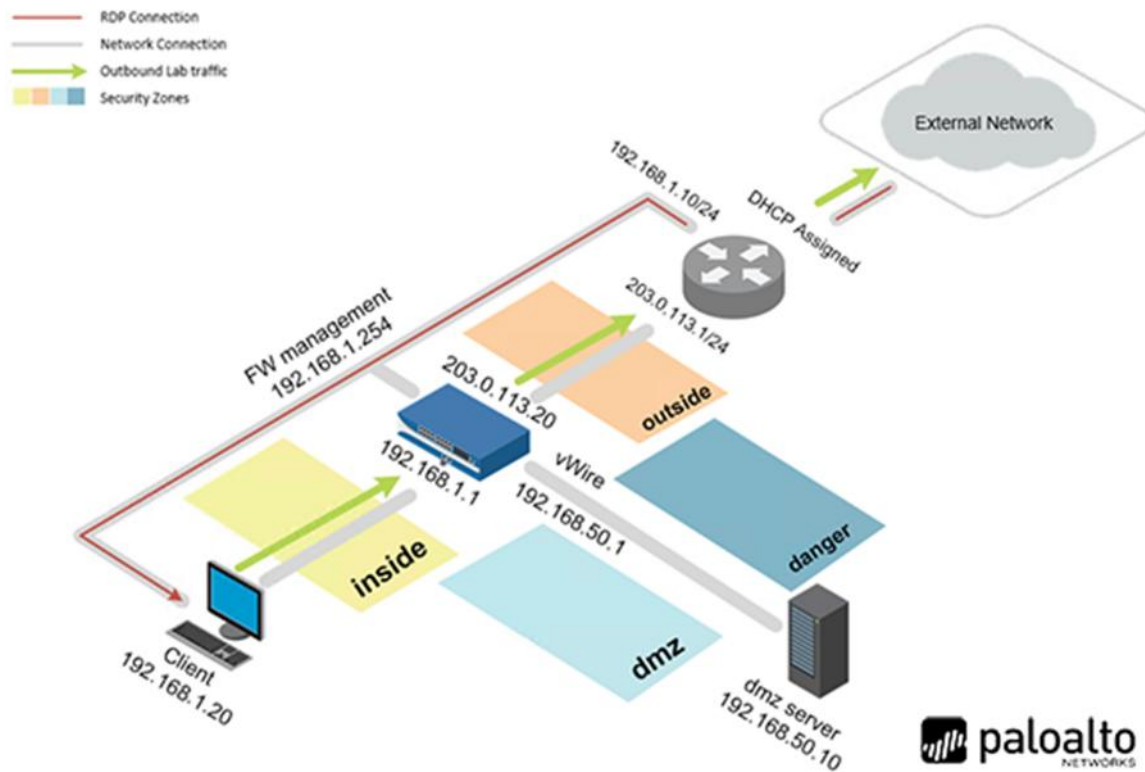 RDP Connection
Network Connection
Outbound Lab traffic
Security Zones
External Network
192.168.1.10/24
DHCP Assigned
203.0.113.1/24
FW management
192.168.1.254
203.0.113.20
outside
192.168.1.1
vWire
192.168.50.1
danger
inside
dmz
Client
192.168.1.20
dmz server
192.168.50.10
paloalto
NETWORKS